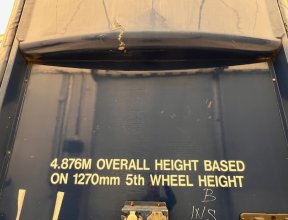 4.876M OVERALL HEIGHT BASED
ON 1270mm 5th WHEEL HEIGHT
B